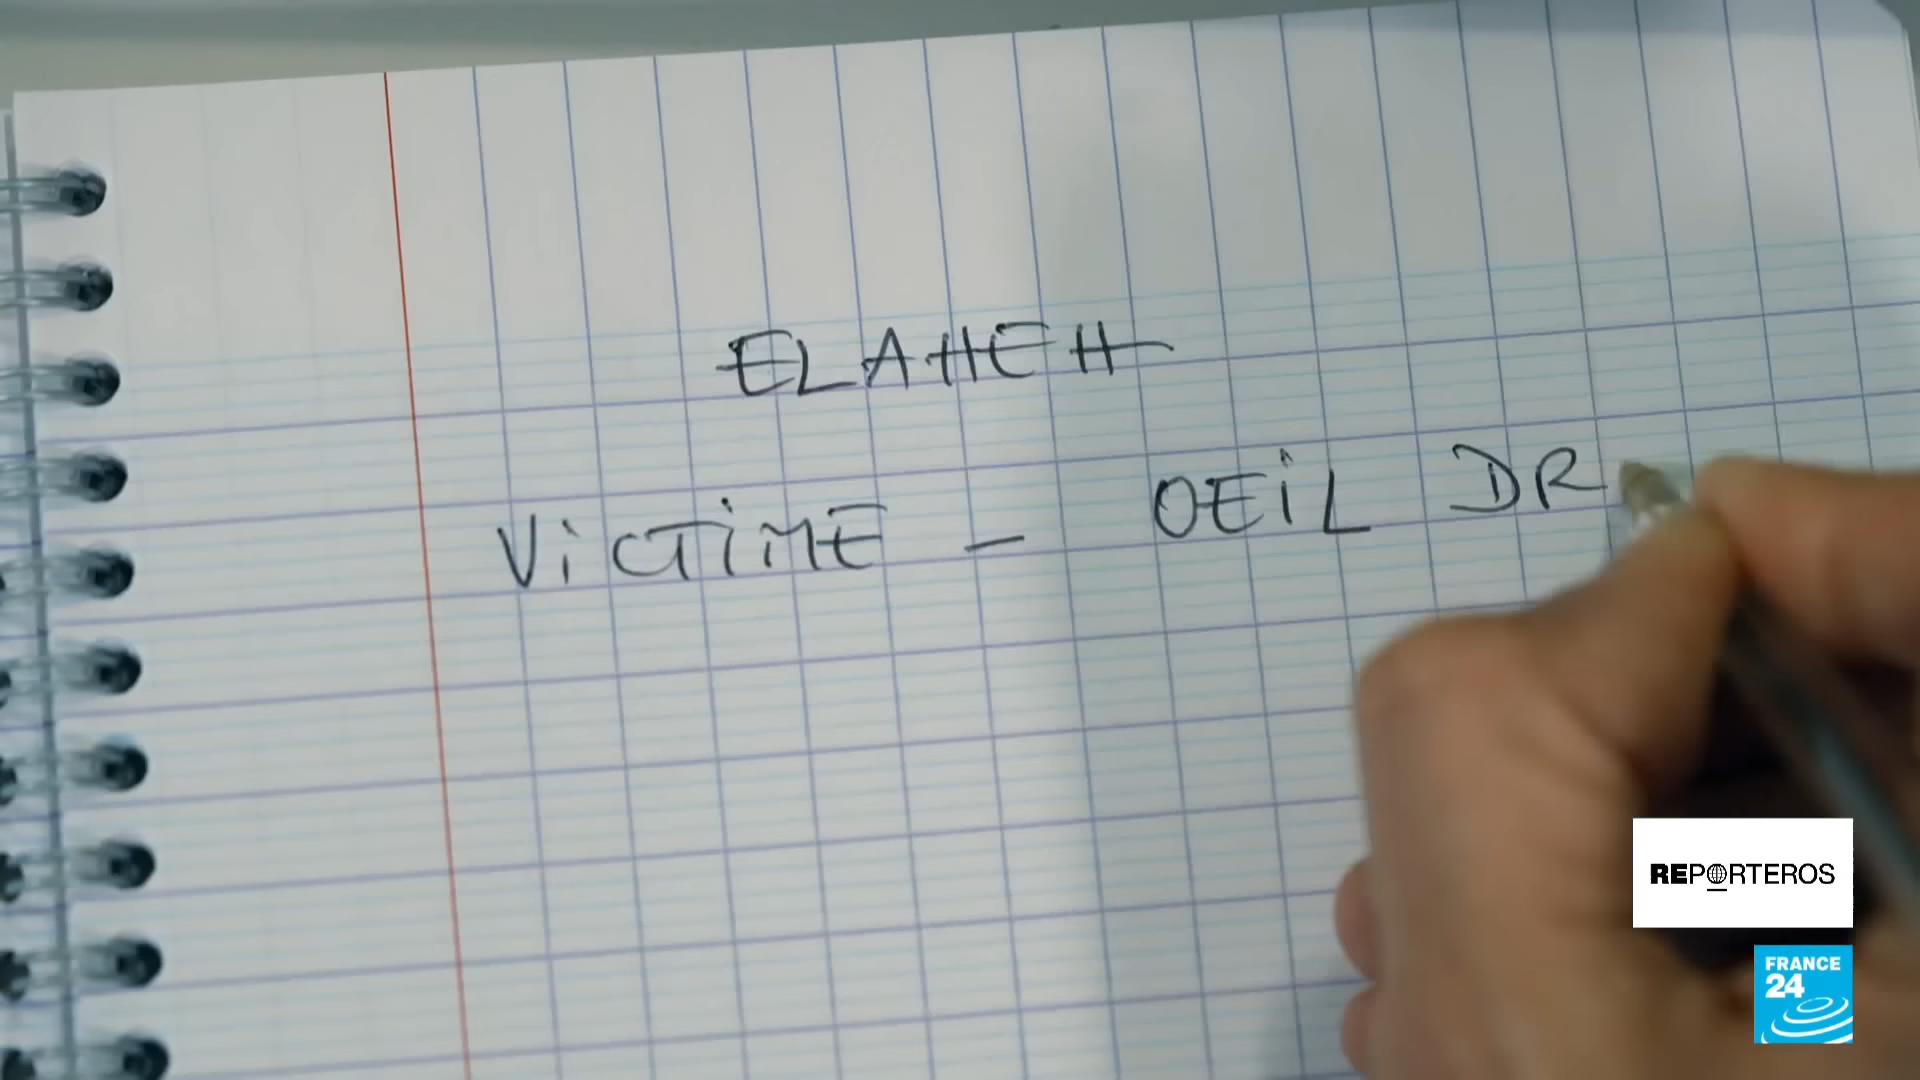 ELAHEH
ViCTiME - OEiL DR
REPORTEROS
FRANCE
24